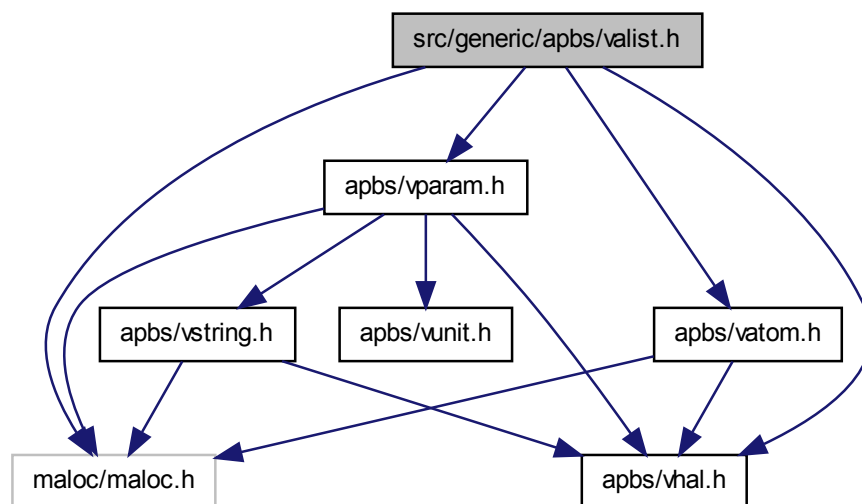 src/generic/apbs/valist.h
apbs/vparam.h
apbs/vstring.h
apbs/vunit.h
apbs/vatom.h
maloc/maloc.h
apbs/vhal.h